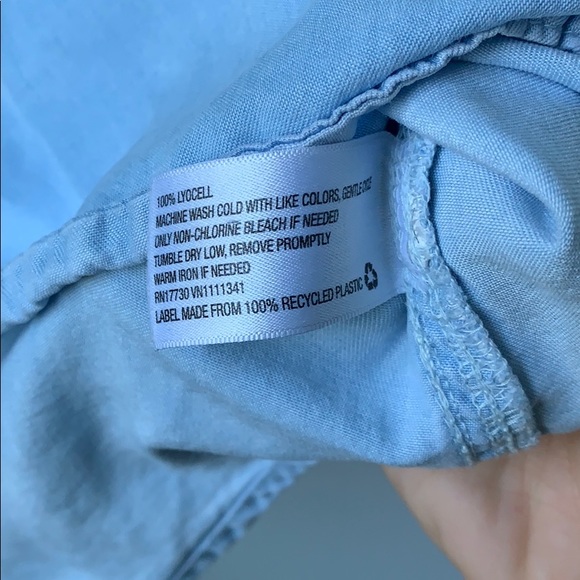 100% LYOCELL
MACHINE WASH COLD WITH LIKE COLORS, GENTLE CYCLE
ONLY NON-CHLORINE BLEACH IF NEEDED
TUMBLE DRY LOW, REMOVE PROMPTLY
WARM IRON IF NEEDED
RN17730 VN1111341
LABEL MADE FROM 100% RECYCLED PLASTIC